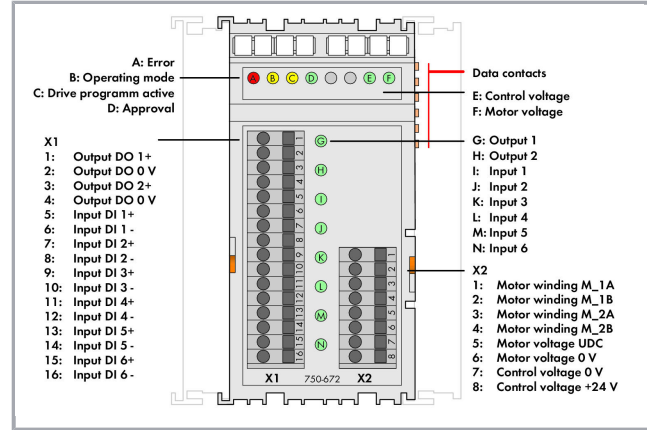 A: Error
B: Operating mode
C: Drive programm active
D: Approval
A B C D E F
Data contacts
E: Control voltage
F: Motor voltage
X1
1: Output DO 1+
2: Output DO 0 V
3: Output DO 2+
4: Output DO 0 V
5: Input DI 1+
6: Input DI 1 -
7: Input DI 2+
8: Input DI 2 -
9: Input DI 3+
10: Input DI 3 -
11: Input DI 4+
12: Input DI 4 -
13: Input DI 5+
14: Input DI 5 -
15: Input DI 6+
16: Input DI 6 -
1
2
3
4
5
6
7
8
9
10
11
12
13
14
15
16
G
H
I
J
K
L
M
N
1
2
3
4
5
6
7
8
X1 750-672 X2
G: Output 1
H: Output 2
I: Input 1
J: Input 2
K: Input 3
L: Input 4
M: Input 5
N: Input 6
X2
1: Motor winding M_1A
2: Motor winding M_1B
3: Motor winding M_2A
4: Motor winding M_2B
5: Motor voltage UDC
6: Motor voltage 0 V
7: Control voltage 0 V
8: Control voltage +24 V